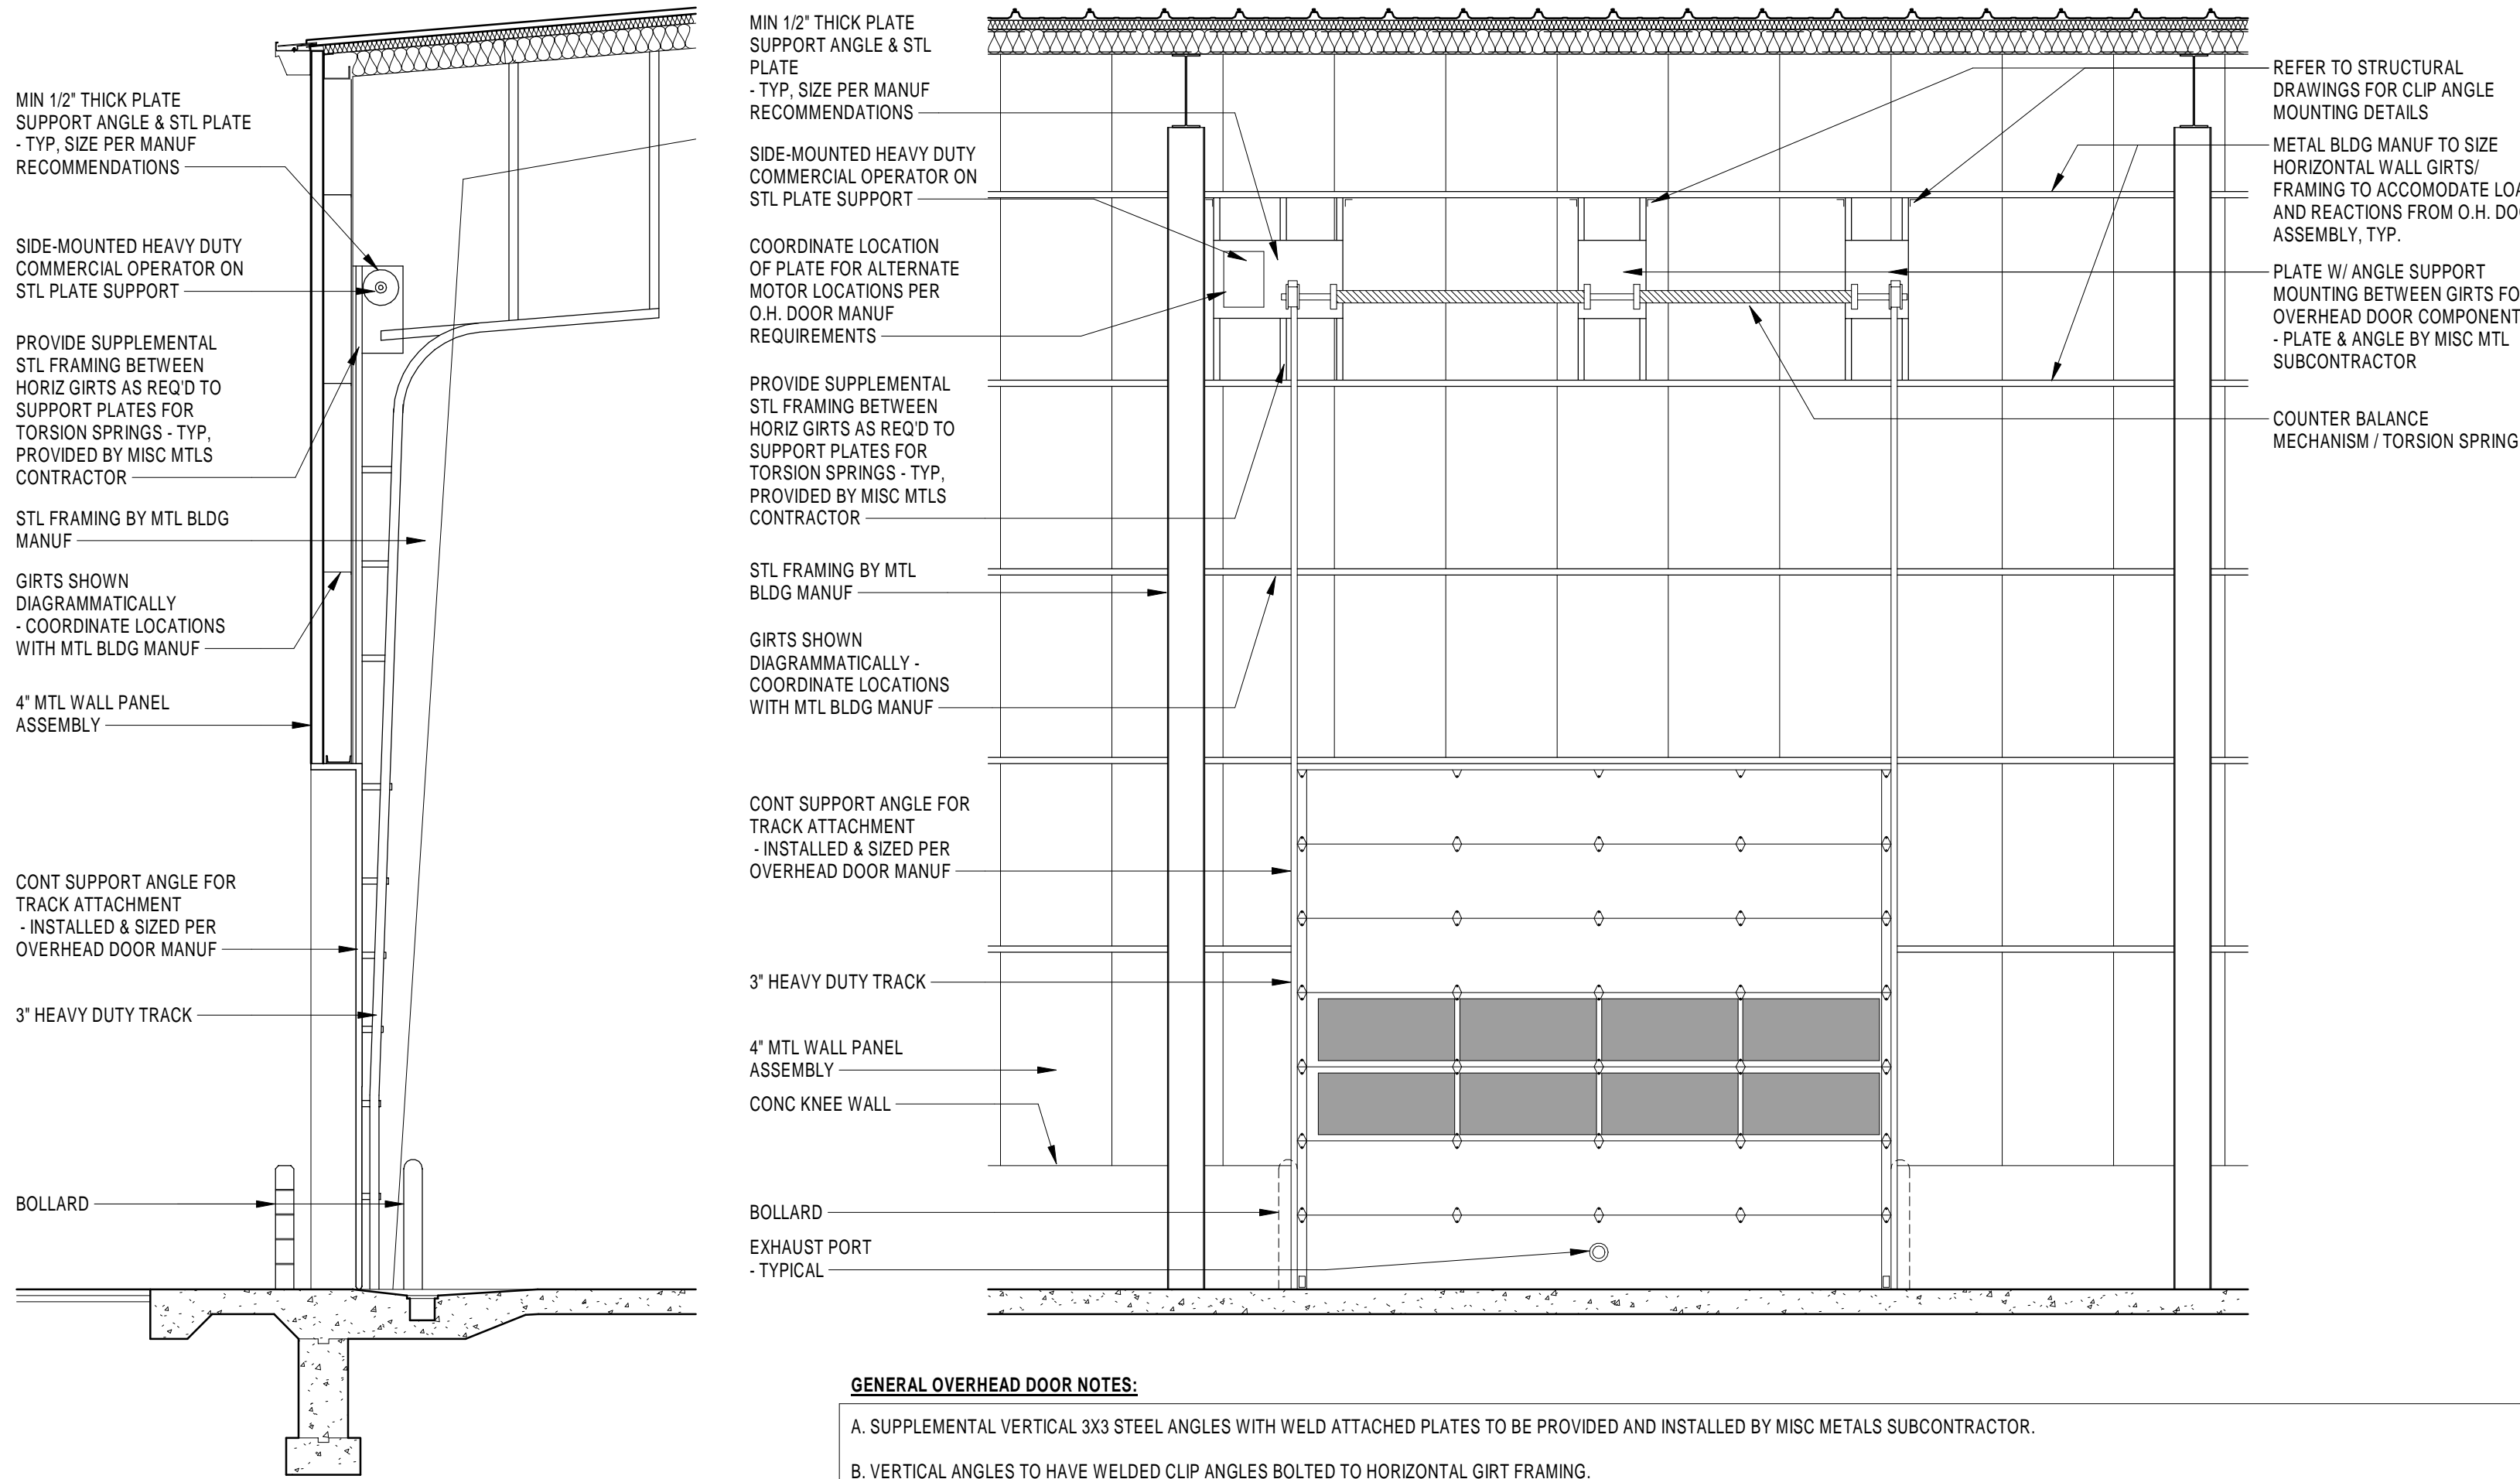 MIN 1/2" THICK PLATE
SUPPORT ANGLE & STL PLATE
- TYP, SIZE PER MANUF
RECOMMENDATIONS
SIDE-MOUNTED HEAVY DUTY
COMMERCIAL OPERATOR ON
STL PLATE SUPPORT
PROVIDE SUPPLEMENTAL
STL FRAMING BETWEEN
HORIZ GIRTS AS REQ'D TO
SUPPORT PLATES FOR
TORSION SPRINGS - TYP,
PROVIDED BY MISC MTLS
CONTRACTOR
STL FRAMING BY MTL BLDG
MANUF
GIRTS SHOWN
DIAGRAMMATICALLY
- COORDINATE LOCATIONS
WITH MTL BLDG MANUF
4" MTL WALL PANEL
ASSEMBLY
CONT SUPPORT ANGLE FOR
TRACK ATTACHMENT
- INSTALLED & SIZED PER
OVERHEAD DOOR MANUF
3" HEAVY DUTY TRACK
BOLLARD
MIN 1/2" THICK PLATE
SUPPORT ANGLE & STL
PLATE
- TYP, SIZE PER MANUF
RECOMMENDATIONS
SIDE-MOUNTED HEAVY DUTY
COMMERCIAL OPERATOR ON
STL PLATE SUPPORT
COORDINATE LOCATION
OF PLATE FOR ALTERNATE
MOTOR LOCATIONS PER
O.H. DOOR MANUF
REQUIREMENTS
PROVIDE SUPPLEMENTAL
STL FRAMING BETWEEN
HORIZ GIRTS AS REQ'D TO
SUPPORT PLATES FOR
TORSION SPRINGS - TYP,
PROVIDED BY MISC MTLS
CONTRACTOR
STL FRAMING BY MTL
BLDG MANUF
GIRTS SHOWN
DIAGRAMMATICALLY -
COORDINATE LOCATIONS
WITH MTL BLDG MANUF
CONT SUPPORT ANGLE FOR
TRACK ATTACHMENT
- INSTALLED & SIZED PER
OVERHEAD DOOR MANUF
3" HEAVY DUTY TRACK
4" MTL WALL PANEL
ASSEMBLY
CONC KNEE WALL
BOLLARD
EXHAUST PORT
- TYPICAL
REFER TO STRUCTURAL
DRAWINGS FOR CLIP ANGLE
MOUNTING DETAILS
METAL BLDG MANUF TO SIZE
HORIZONTAL WALL GIRTS/
FRAMING TO ACCOMODATE
AND REACTIONS FROM O.H.
ASSEMBLY, TYP.
PLATE W/ ANGLE SUPPORT
MOUNTING BETWEEN GIRTS
OVERHEAD DOOR COMPONENT
- PLATE & ANGLE BY MISC MTL
SUBCONTRACTOR
COUNTER BALANCE
MECHANISM / TORSION SPRING
GENERAL OVERHEAD DOOR NOTES:
A. SUPPLEMENTAL VERTICAL 3X3 STEEL ANGLES WITH WELD ATTACHED PLATES TO BE PROVIDED AND INSTALLED BY MISC METALS SUBCONTRACTOR.
B. VERTICAL ANGLES TO HAVE WELDED CLIP ANGLES BOLTED TO HORIZONTAL GIRT FRAMING.